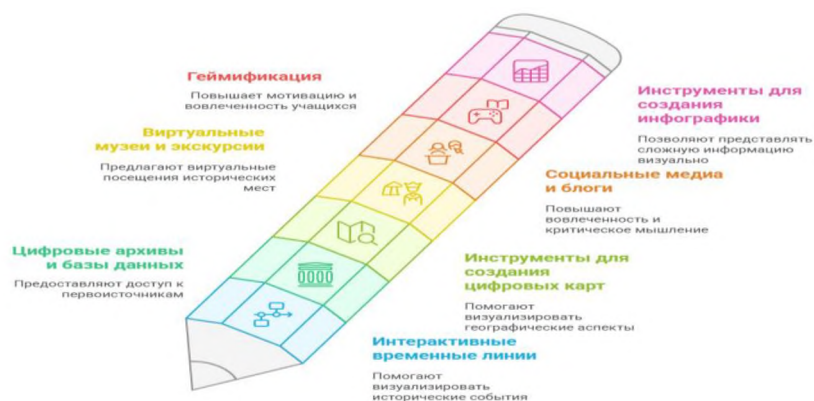 Геймификация
Повышает мотивацию и
вовлеченность учащихся
Виртуальные
музеи и экскурсии
Предлагают виртуальные
посещения исторических
мест
Цифровые архивы
и базы данных
Предоставляют доступ к
первоисточникам
Инструменты для
создания
инфографики
Позволяют представлять
сложную информацию
визуально
Социальные медиа
и блоги
Повышают
вовлеченность и
критическое мышление
Инструменты для
создания
цифровых карт
Помогают
визуализировать
географические аспекты
Интерактивные
временные линии
Помогают
визуализировать
исторические события